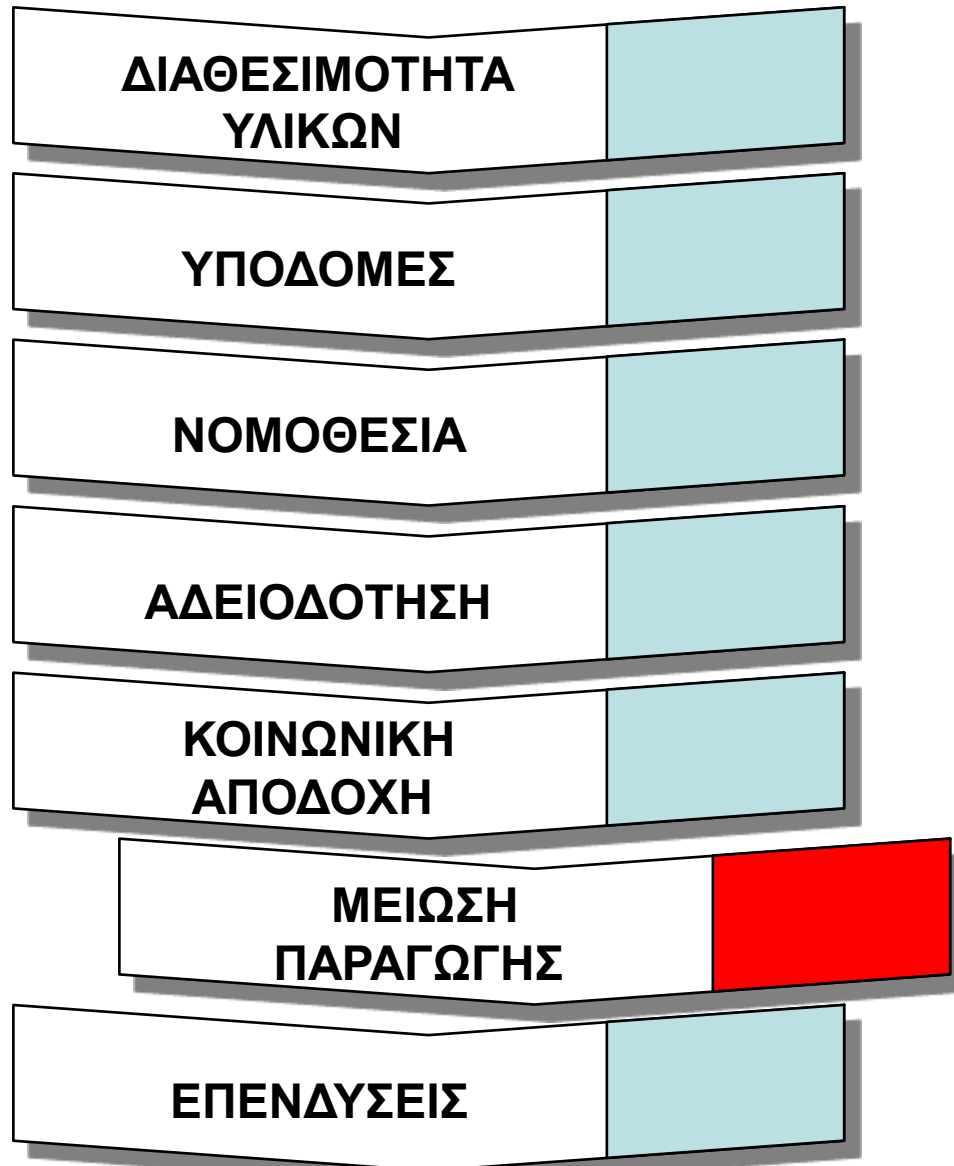 ΔΙΑΘΕΣΙΜΟΤΗΤΑ
ΥΛΙΚΩΝ
ΥΠΟΔΟΜΕΣ
ΝΟΜΟΘΕΣΙΑ
ΑΔΕΙΟΔΟΤΗΣΗ
ΚΟΙΝΩΝΙΚΗ
ΑΠΟΔΟΧΗ
ΜΕΙΩΣΗ
ΠΑΡΑΓΩΓΗΣ
ΕΠΕΝΔΥΣΕΙΣ